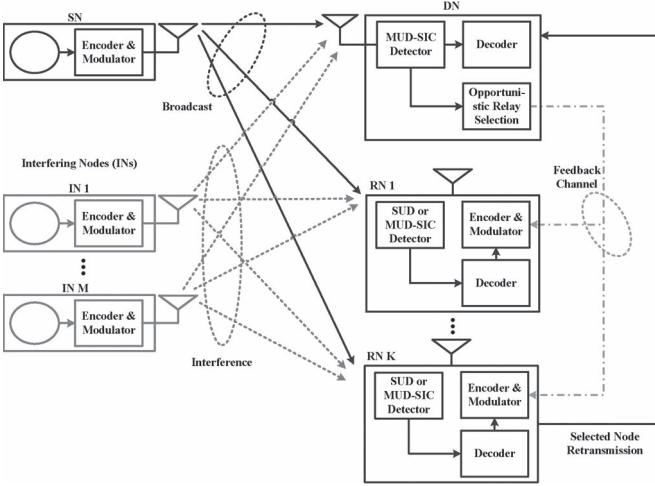 SN
Encoder &
Modulator
Broadcast
DN
MUD-SIC
Detector
Decoder
Opportuni-
stic Relay
Selection
Interfering Nodes (INs)
IN 1
Encoder &
Modulator
IN M
Encoder &
Modulator
Interference
Feedback
Channel
RN 1
SUD or
MUD-SIC
Detector
Encoder &
Modulator
Decoder
RN K
SUD or
MUD-SIC
Detector
Encoder &
Modulator
Decoder
Selected Node
Retransmission